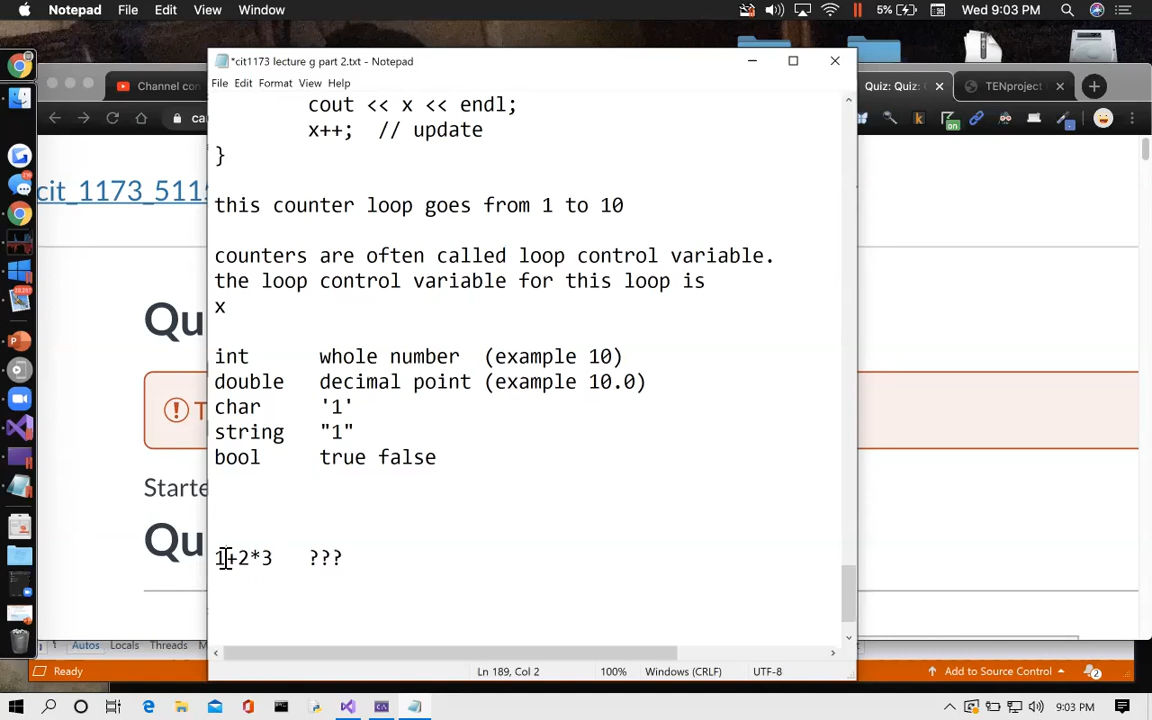 Notepad File Edit View Window 5% Wed 9:03 PM
*cit1173 lecture g part 2.txt - Notepad
Channel con
Quiz: Quiz:
TENproject
File Edit Format View Help
cit_1173_511
cout << x << endl;
x++;  // update
}
this counter loop goes from 1 to 10
counters are often called loop control variable.
the loop control variable for this loop is
x
Qu
int whole number (example 10)
double decimal point (example 10.0)
char '1'
string "1"
bool true false
Starte
Qu
1+2*3 ???
Autos Locals Threads
Ready
Ln 189, Col 2 100% Windows (CRLF) UTF-8
Add to Source Control 2
9:03 PM